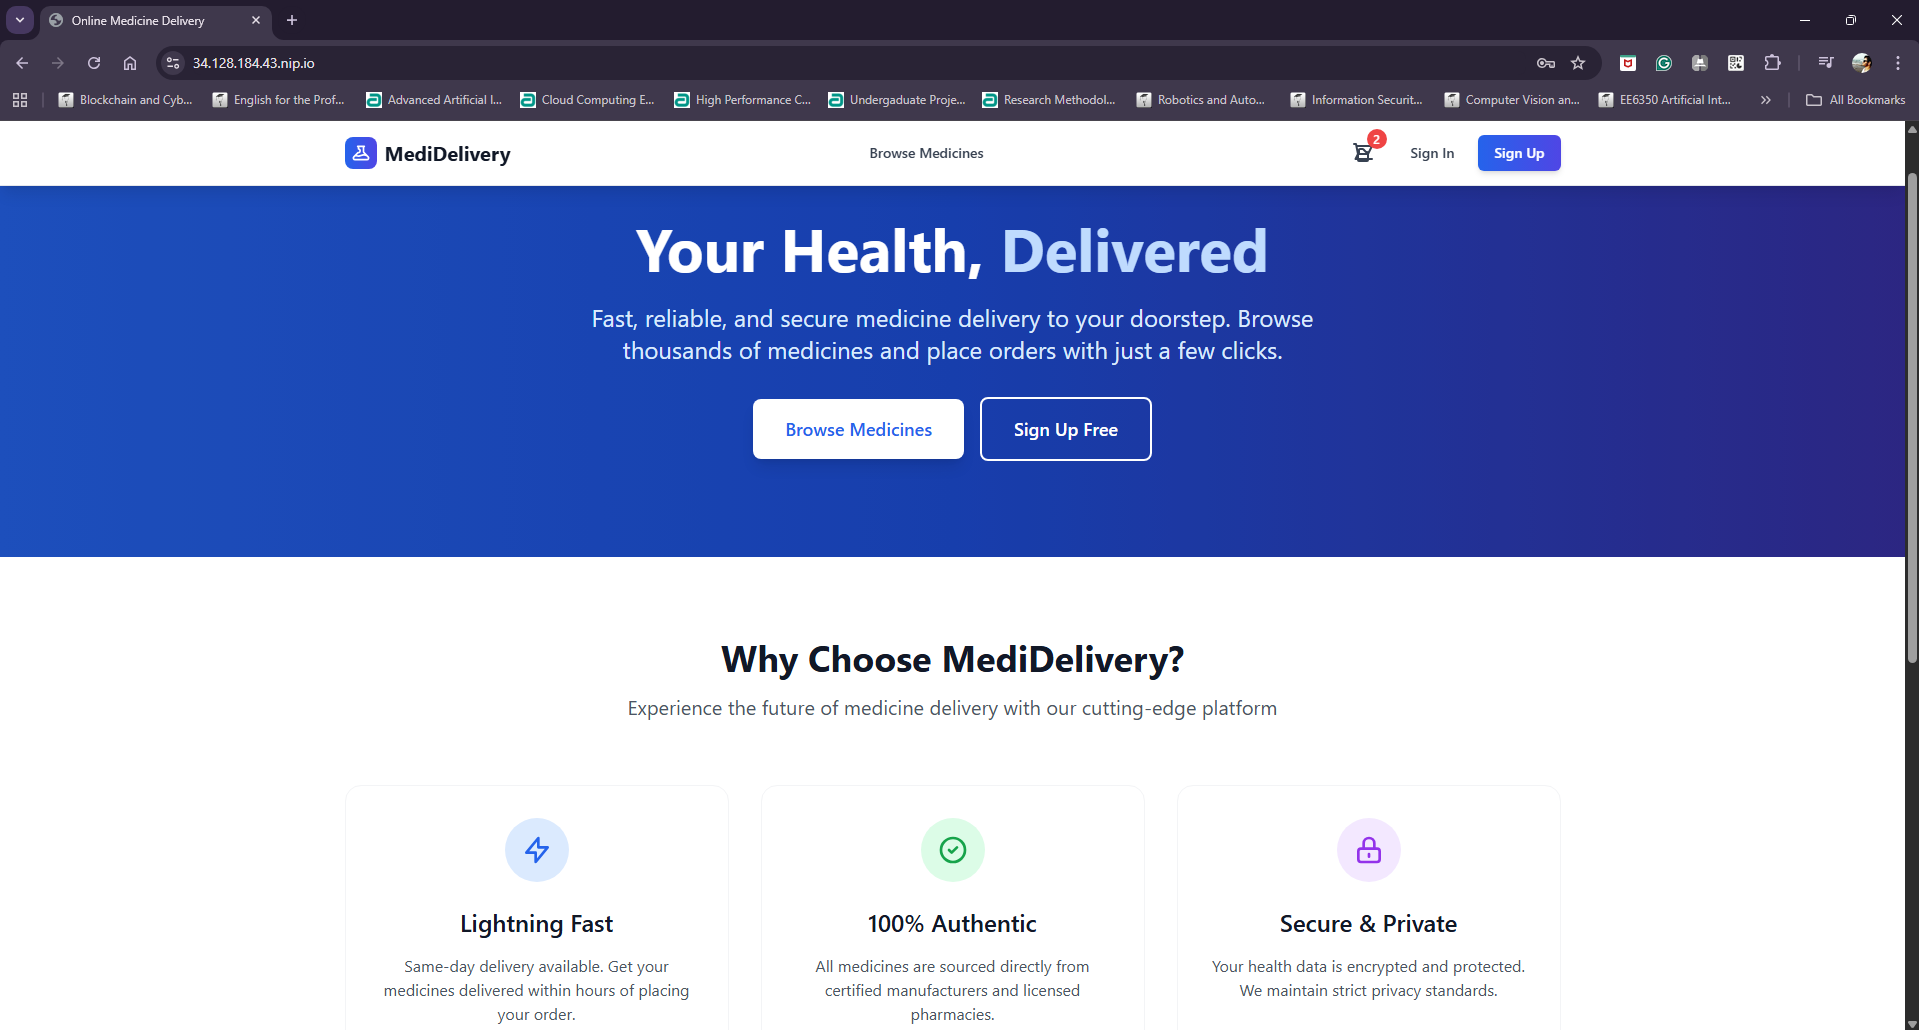 Online Medicine Delivery
34.128.184.43.nip.io
Blockchain and Cyb...
English for the Prof...
Advanced Artificial I...
Cloud Computing E...
High Performance C...
Undergaduate Proje...
Research Methodol...
Robotics and Auto...
Information Securit...
Computer Vision an...
EE6350 Artificial Int...
All Bookmarks
MediDelivery
Browse Medicines
2
Sign In
Sign Up
Your Health, Delivered
Fast, reliable, and secure medicine delivery to your doorstep. Browse
thousands of medicines and place orders with just a few clicks.
Browse Medicines
Sign Up Free
Why Choose MediDelivery?
Experience the future of medicine delivery with our cutting-edge platform
Lightning Fast
Same-day delivery available. Get your
medicines delivered within hours of placing
your order.
100% Authentic
All medicines are sourced directly from
certified manufacturers and licensed
pharmacies.
Secure & Private
Your health data is encrypted and protected.
We maintain strict privacy standards.